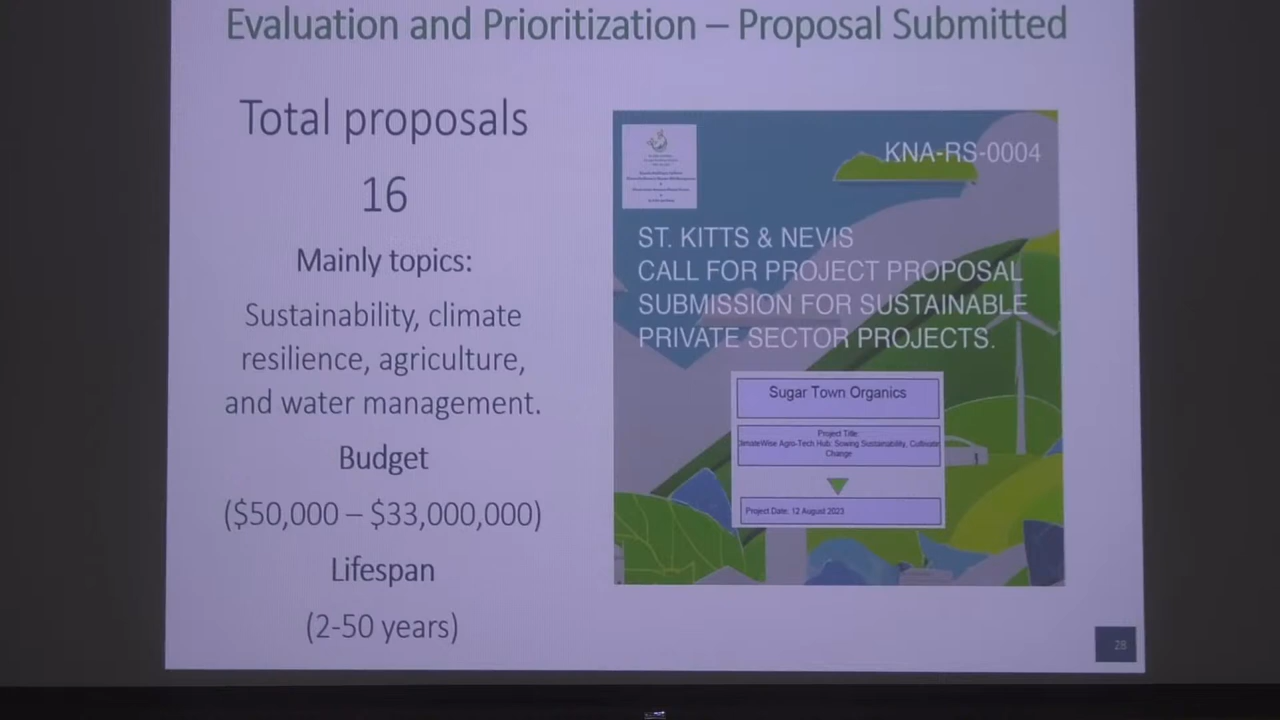 Evaluation and Prioritization – Proposal Submitted
Total proposals
16
Mainly topics:
Sustainability, climate
resilience, agriculture,
and water management.
Budget
($50,000 – $33,000,000)
Lifespan
(2-50 years)
KNA-RS-0004
ST. KITTS & NEVIS
CALL FOR PROJECT PROPOSAL
SUBMISSION FOR SUSTAINABLE
PRIVATE SECTOR PROJECTS.
Sugar Town Organics
Project Title:
limateWise Agro-Tech Hub: Sowing Sustainability, Cultivate
Change
Project Date: 12 August 2023
28